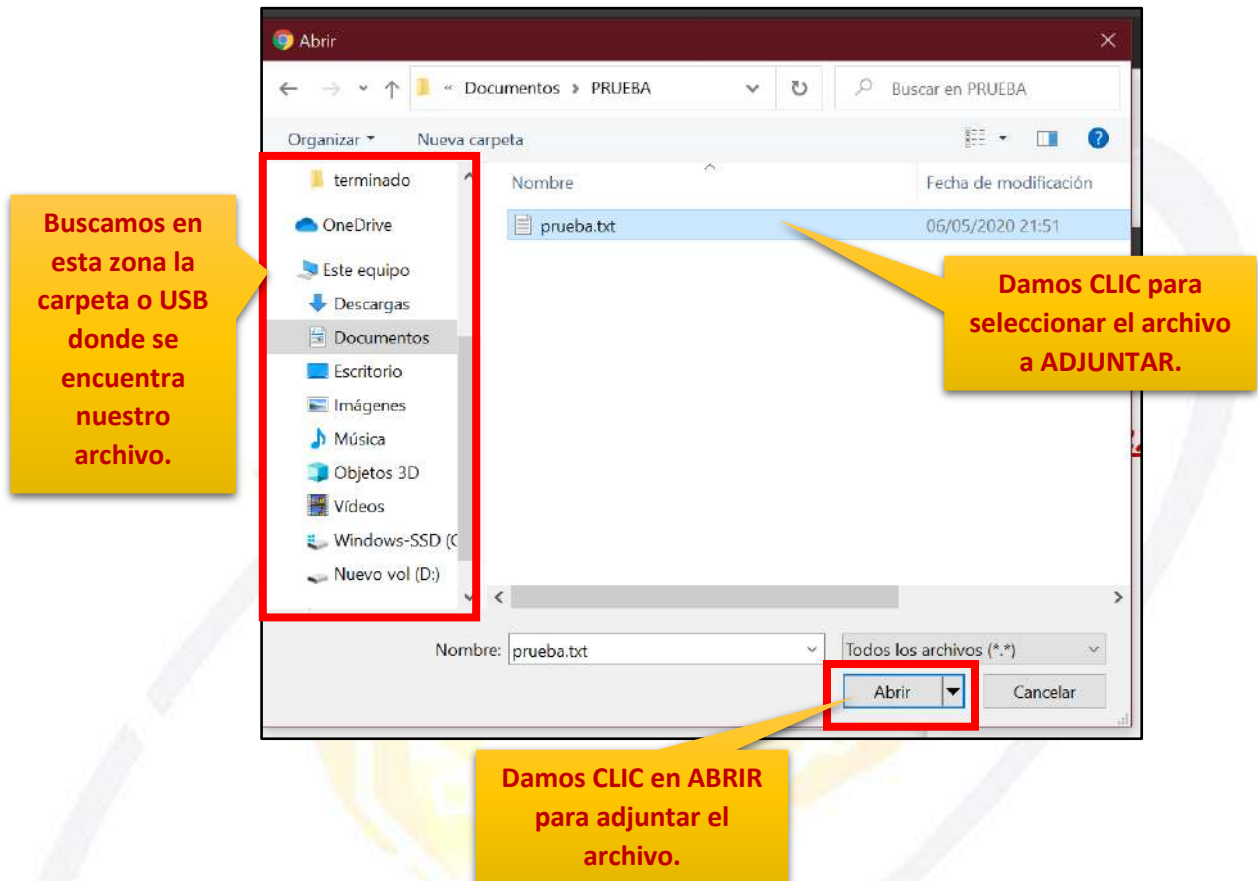 Abrir
« Documentos > PRUEBA
Buscar en PRUEBA
Organizar
Nueva carpeta
terminado
OneDrive
Este equipo
Descargas
Documentos
Escritorio
Imágenes
Música
Objetos 3D
Vídeos
Windows-SSD (C
Nuevo vol (D:)
Nombre
Fecha de modificación
prueba.txt
06/05/2020 21:51
Nombre:
prueba.txt
Todos los archivos (*.*)
Abrir
Cancelar
Buscamos en
esta zona la
carpeta o USB
donde se
encuentra
nuestro
archivo.
Damos CLIC para
seleccionar el archivo
a ADJUNTAR.
Damos CLIC en ABRIR
para adjuntar el
archivo.